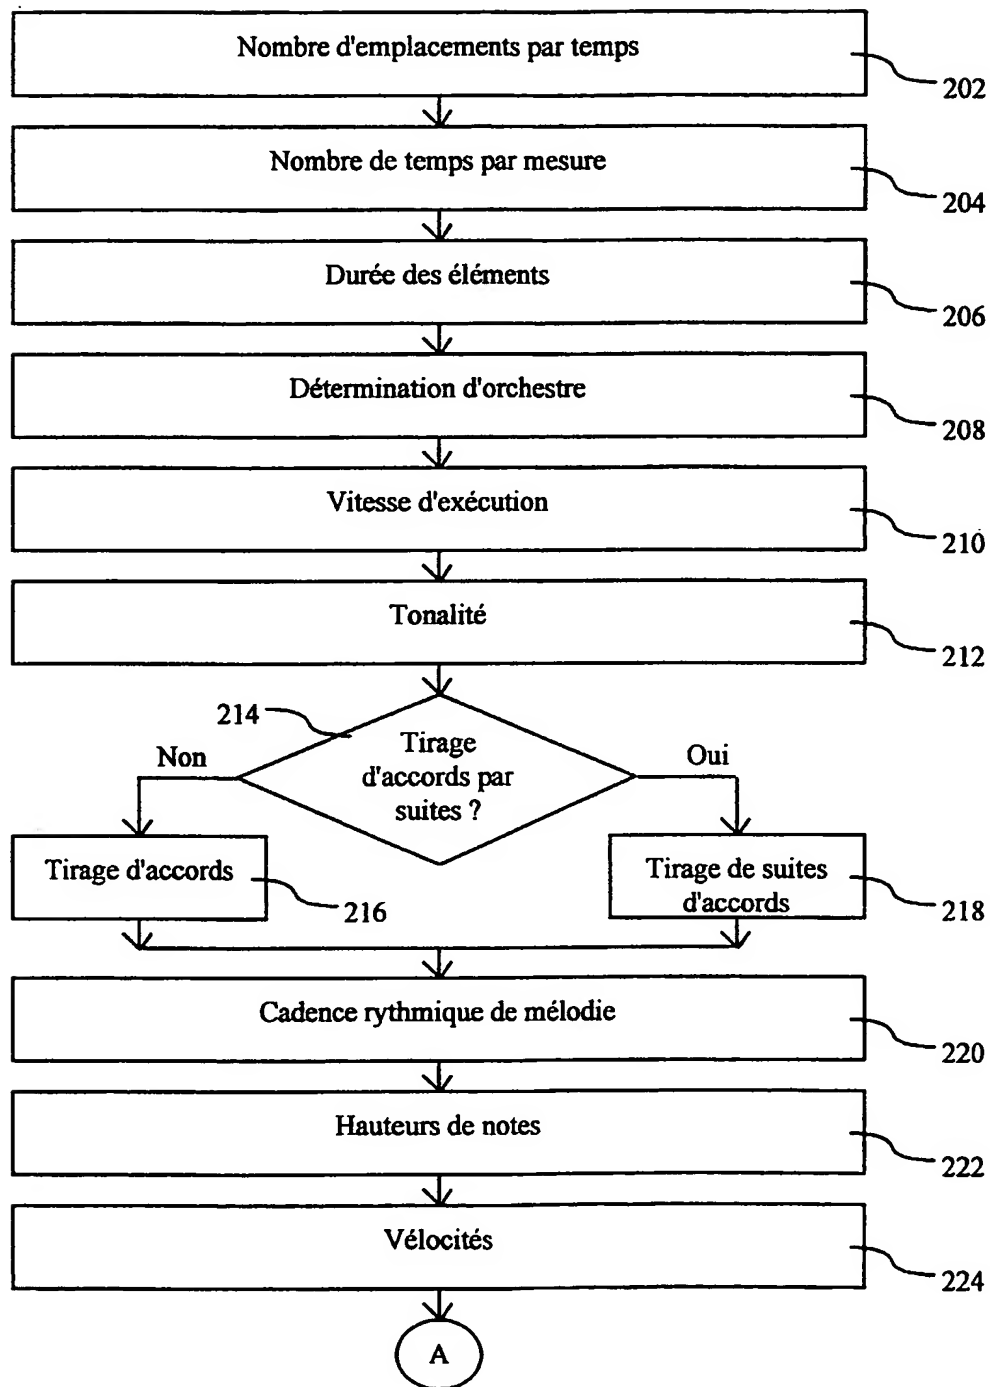 Nombre d'emplacements par temps
202
Nombre de temps par mesure
204
Durée des éléments
206
Détermination d'orchestre
208
Vitesse d'exécution
210
Tonalité
212
214
Non
Tirage
d'accords par
suites ?
Oui
Tirage d'accords
216
Tirage de suites
d'accords
218
Cadence rythmique de mélodie
220
Hauteurs de notes
222
Vélocités
224
A